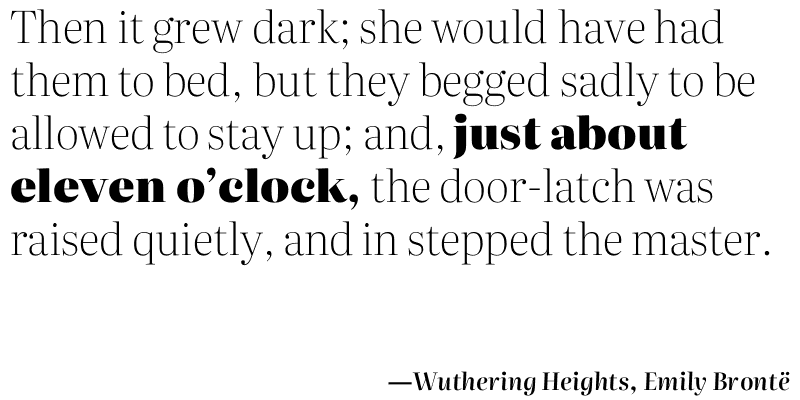 Then it grew dark; she would have had
them to bed, but they begged sadly to be
allowed to stay up; and, just about
eleven o’clock, the door-latch was
raised quietly, and in stepped the master.
—Wuthering Heights, Emily Brontë